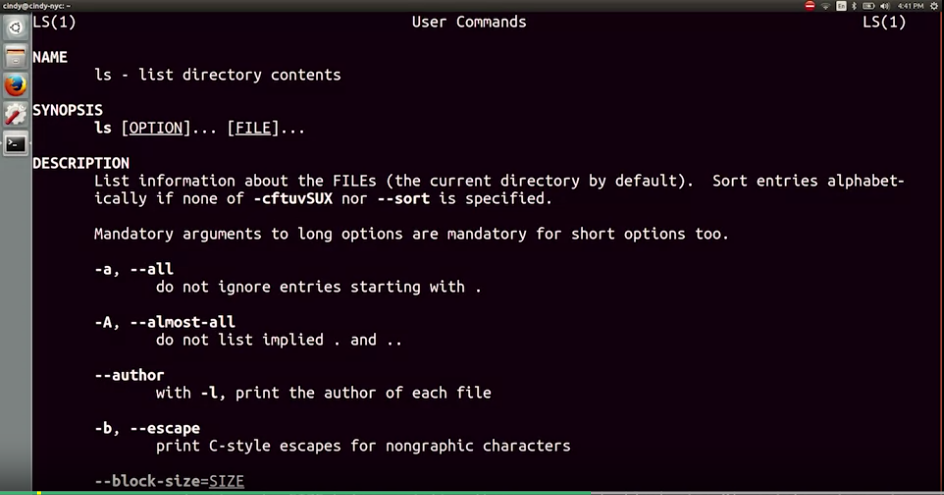 cindy@cindy-nyc: ~
En
4:41 PM
LS(1) User Commands LS(1)
NAME
ls - list directory contents
SYNOPSIS
ls [OPTION]... [FILE]...
DESCRIPTION
List information about the FILEs (the current directory by default). Sort entries alphabet-
ically if none of -cftuvSUX nor --sort is specified.
Mandatory arguments to long options are mandatory for short options too.
-a, --all
do not ignore entries starting with .
-A, --almost-all
do not list implied . and ..
--author
with -l, print the author of each file
-b, --escape
print C-style escapes for nongraphic characters
--block-size=SIZE